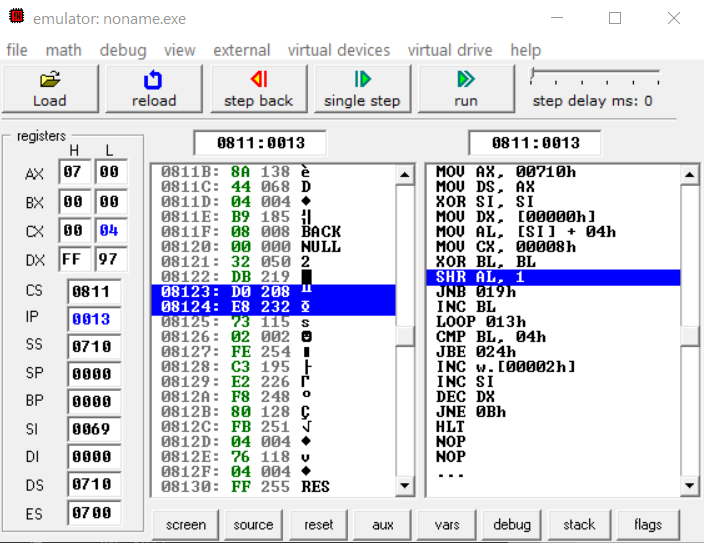 emulator: noname.exe
file math debug view external virtual devices virtual drive help
Load reload step back single step run step delay ms: 0
registers
H L
AX 07 00
BX 00 00
CX 00 04
DX FF 97
CS 0811
IP 0013
SS 0710
SP 0000
BP 0000
SI 0069
DI 0000
DS 0710
ES 0700
0811:0013
0811B: 8A 138 è
0811C: 44 068 D
0811D: 04 004 ♦
0811E: B9 185 ╣
0811F: 08 008 BACK
08120: 00 000 NULL
08121: 32 050 2
08122: DB 219 █
08123: D0 208 ╨
08124: E8 232 Φ
08125: 73 115 s
08126: 02 002 ☻
08127: FE 254 ■
08128: C3 195 ├
08129: E2 226 Γ
0812A: F8 248 °
0812B: 80 128 Ç
0812C: FB 251 √
0812D: 04 004 ♦
0812E: 76 118 v
0812F: 04 004 ♦
08130: FF 255 RES
0811:0013
MOV AX, 00710h
MOV DS, AX
XOR SI, SI
MOV DX, [00000h]
MOV AL, [SI] + 04h
MOV CX, 00008h
XOR BL, BL
SHR AL, 1
JNB 019h
INC BL
LOOP 013h
CMP BL, 04h
JBE 024h
INC w.[00002h]
INC SI
DEC DX
JNE 0Bh
HLT
NOP
NOP
...
screen source reset aux vars debug stack flags